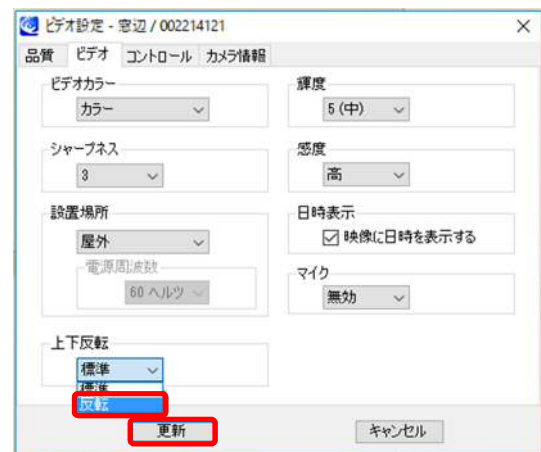 ビデオ設定 - 窓辺 / 002214121
品質 ビデオ コントロール カメラ情報
ビデオカラー
カラー
シャープネス
3
設置場所
屋外
電源周波数
60 ヘルツ
上下反転
標準
標準
反転
輝度
5 (中)
感度
高
日時表示
映像に日時を表示する
マイク
無効
更新 キャンセル